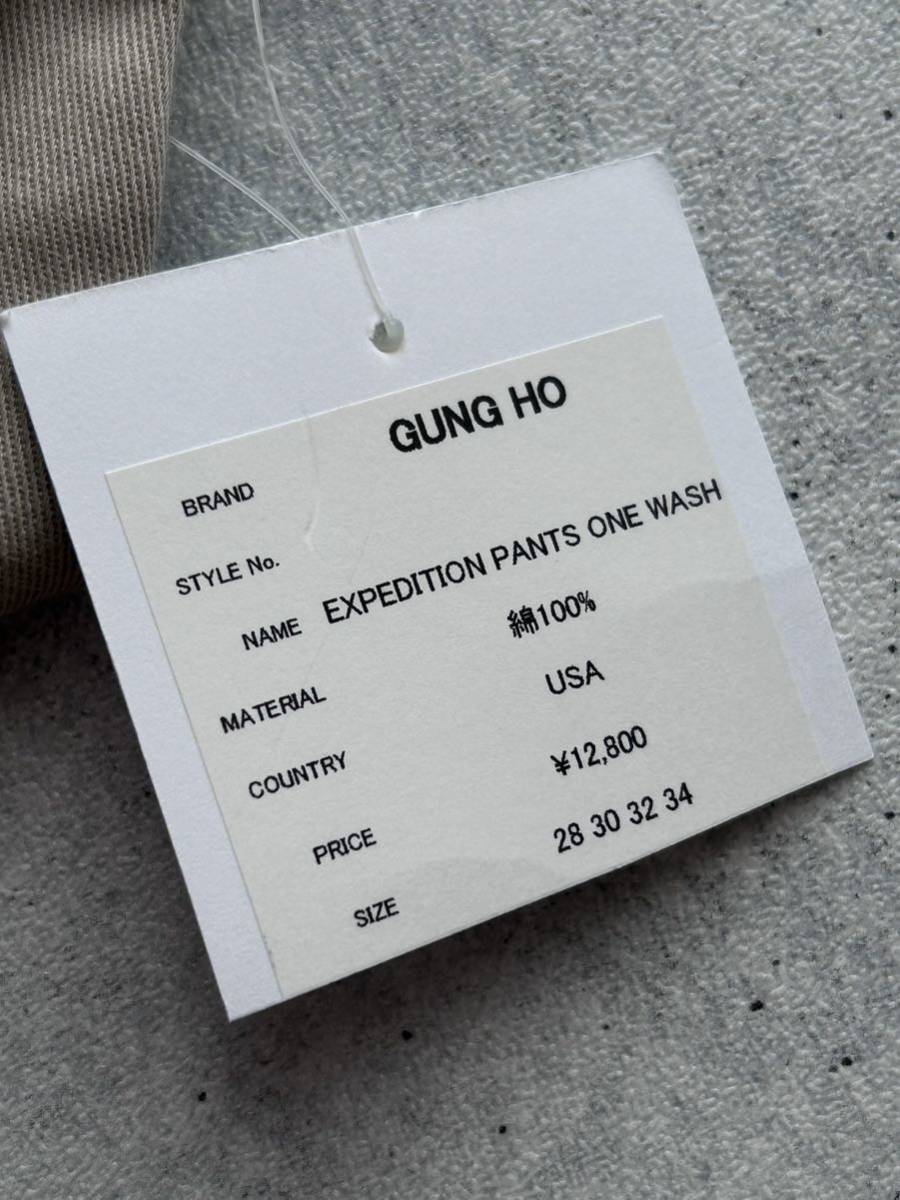 BRAND GUNG HO
STYLE No.
NAME EXPEDITION PANTS ONE WASH
MATERIAL 綿100%
COUNTRY USA
PRICE ¥12,800
SIZE 28 30 32 34